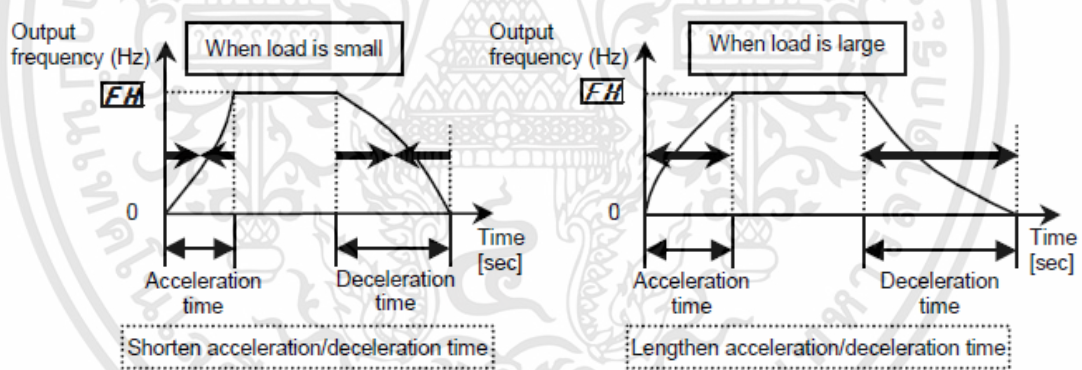 Output
frequency (Hz)
When load is small
FH
0
Time
[sec]
Acceleration
time
Deceleration
time
Shorten acceleration/deceleration time
Output
frequency (Hz)
When load is large
FH
0
Time
[sec]
Acceleration
time
Deceleration
time
Lengthen acceleration/deceleration time